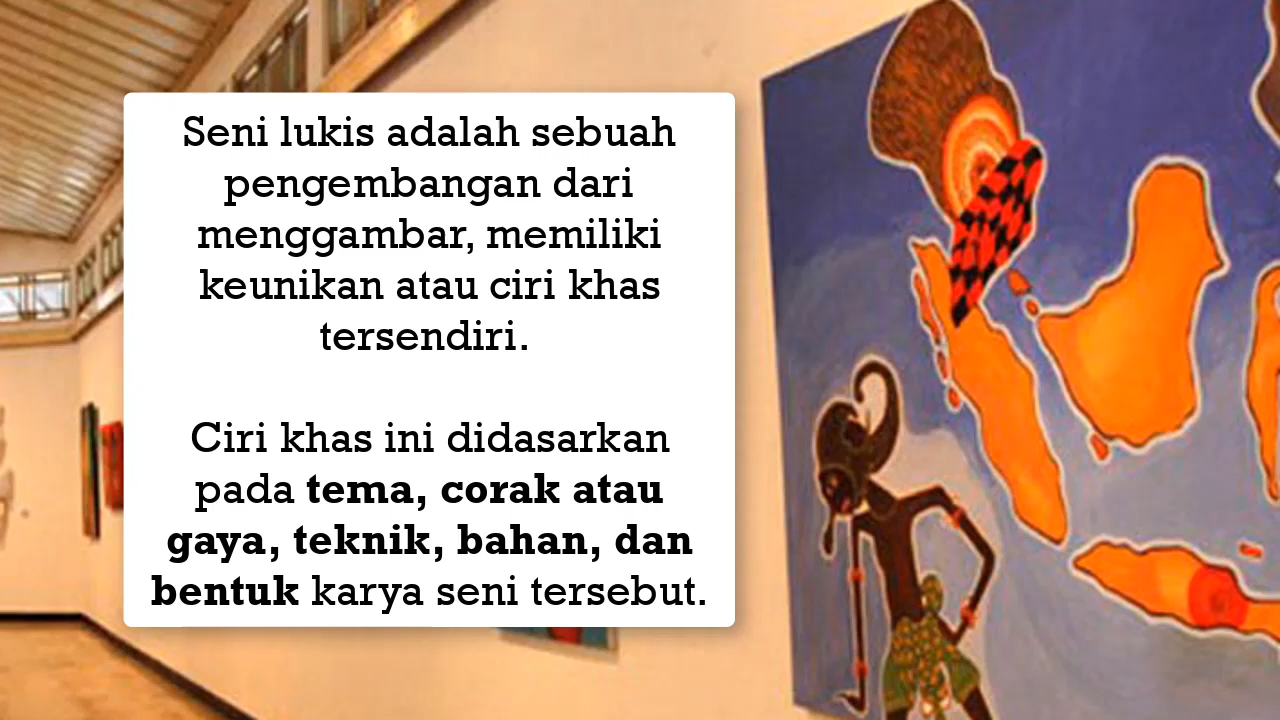 Seni lukis adalah sebuah
pengembangan dari
menggambar, memiliki
keunikan atau ciri khas
tersendiri.
Ciri khas ini didasarkan
pada tema, corak atau
gaya, teknik, bahan, dan
bentuk karya seni tersebut.